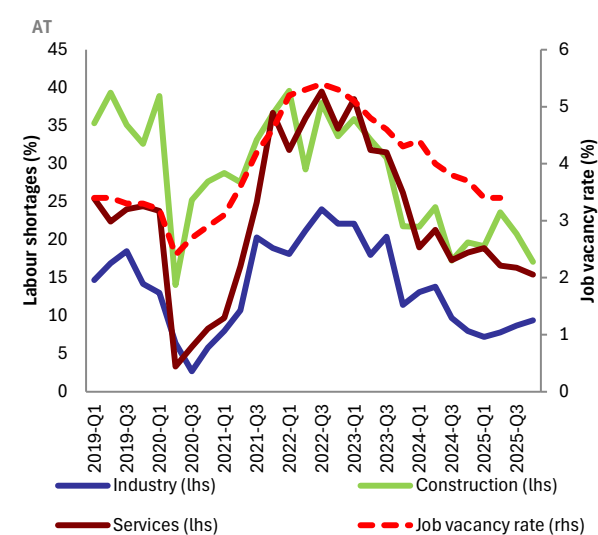 AT
Labour shortages (%)
45
40
35
30
25
20
15
10
5
0
6
5
4
3
2
1
0
Job vacancy rate (%)
2019-Q1
2019-Q3
2020-Q1
2020-Q3
2021-Q1
2021-Q3
2022-Q1
2022-Q3
2023-Q1
2023-Q3
2024-Q1
2024-Q3
2025-Q1
2025-Q3
Industry (lhs)
Construction (lhs)
Services (lhs)
Job vacancy rate (rhs)